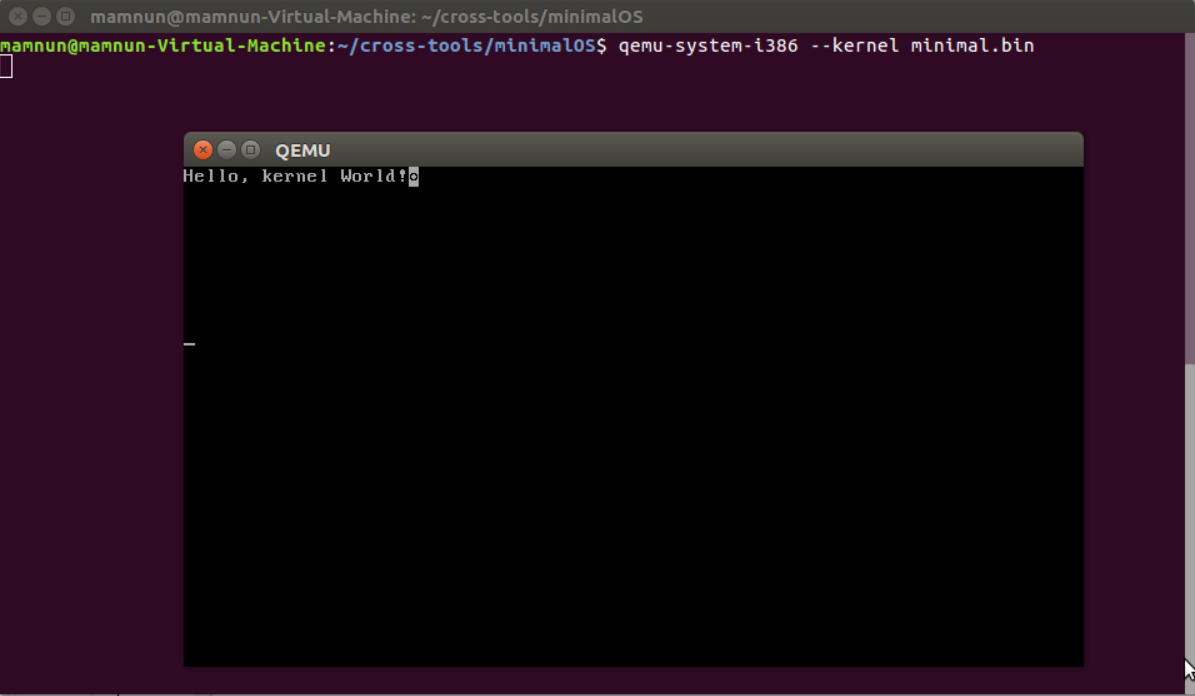 mamnun@mamnun-Virtual-Machine: ~/cross-tools/minimalOS
mamnun@mamnun-Virtual-Machine:~/cross-tools/minimalOS$ qemu-system-i386 --kernel minimal.bin
QEMU
Hello, kernel World!◘
_